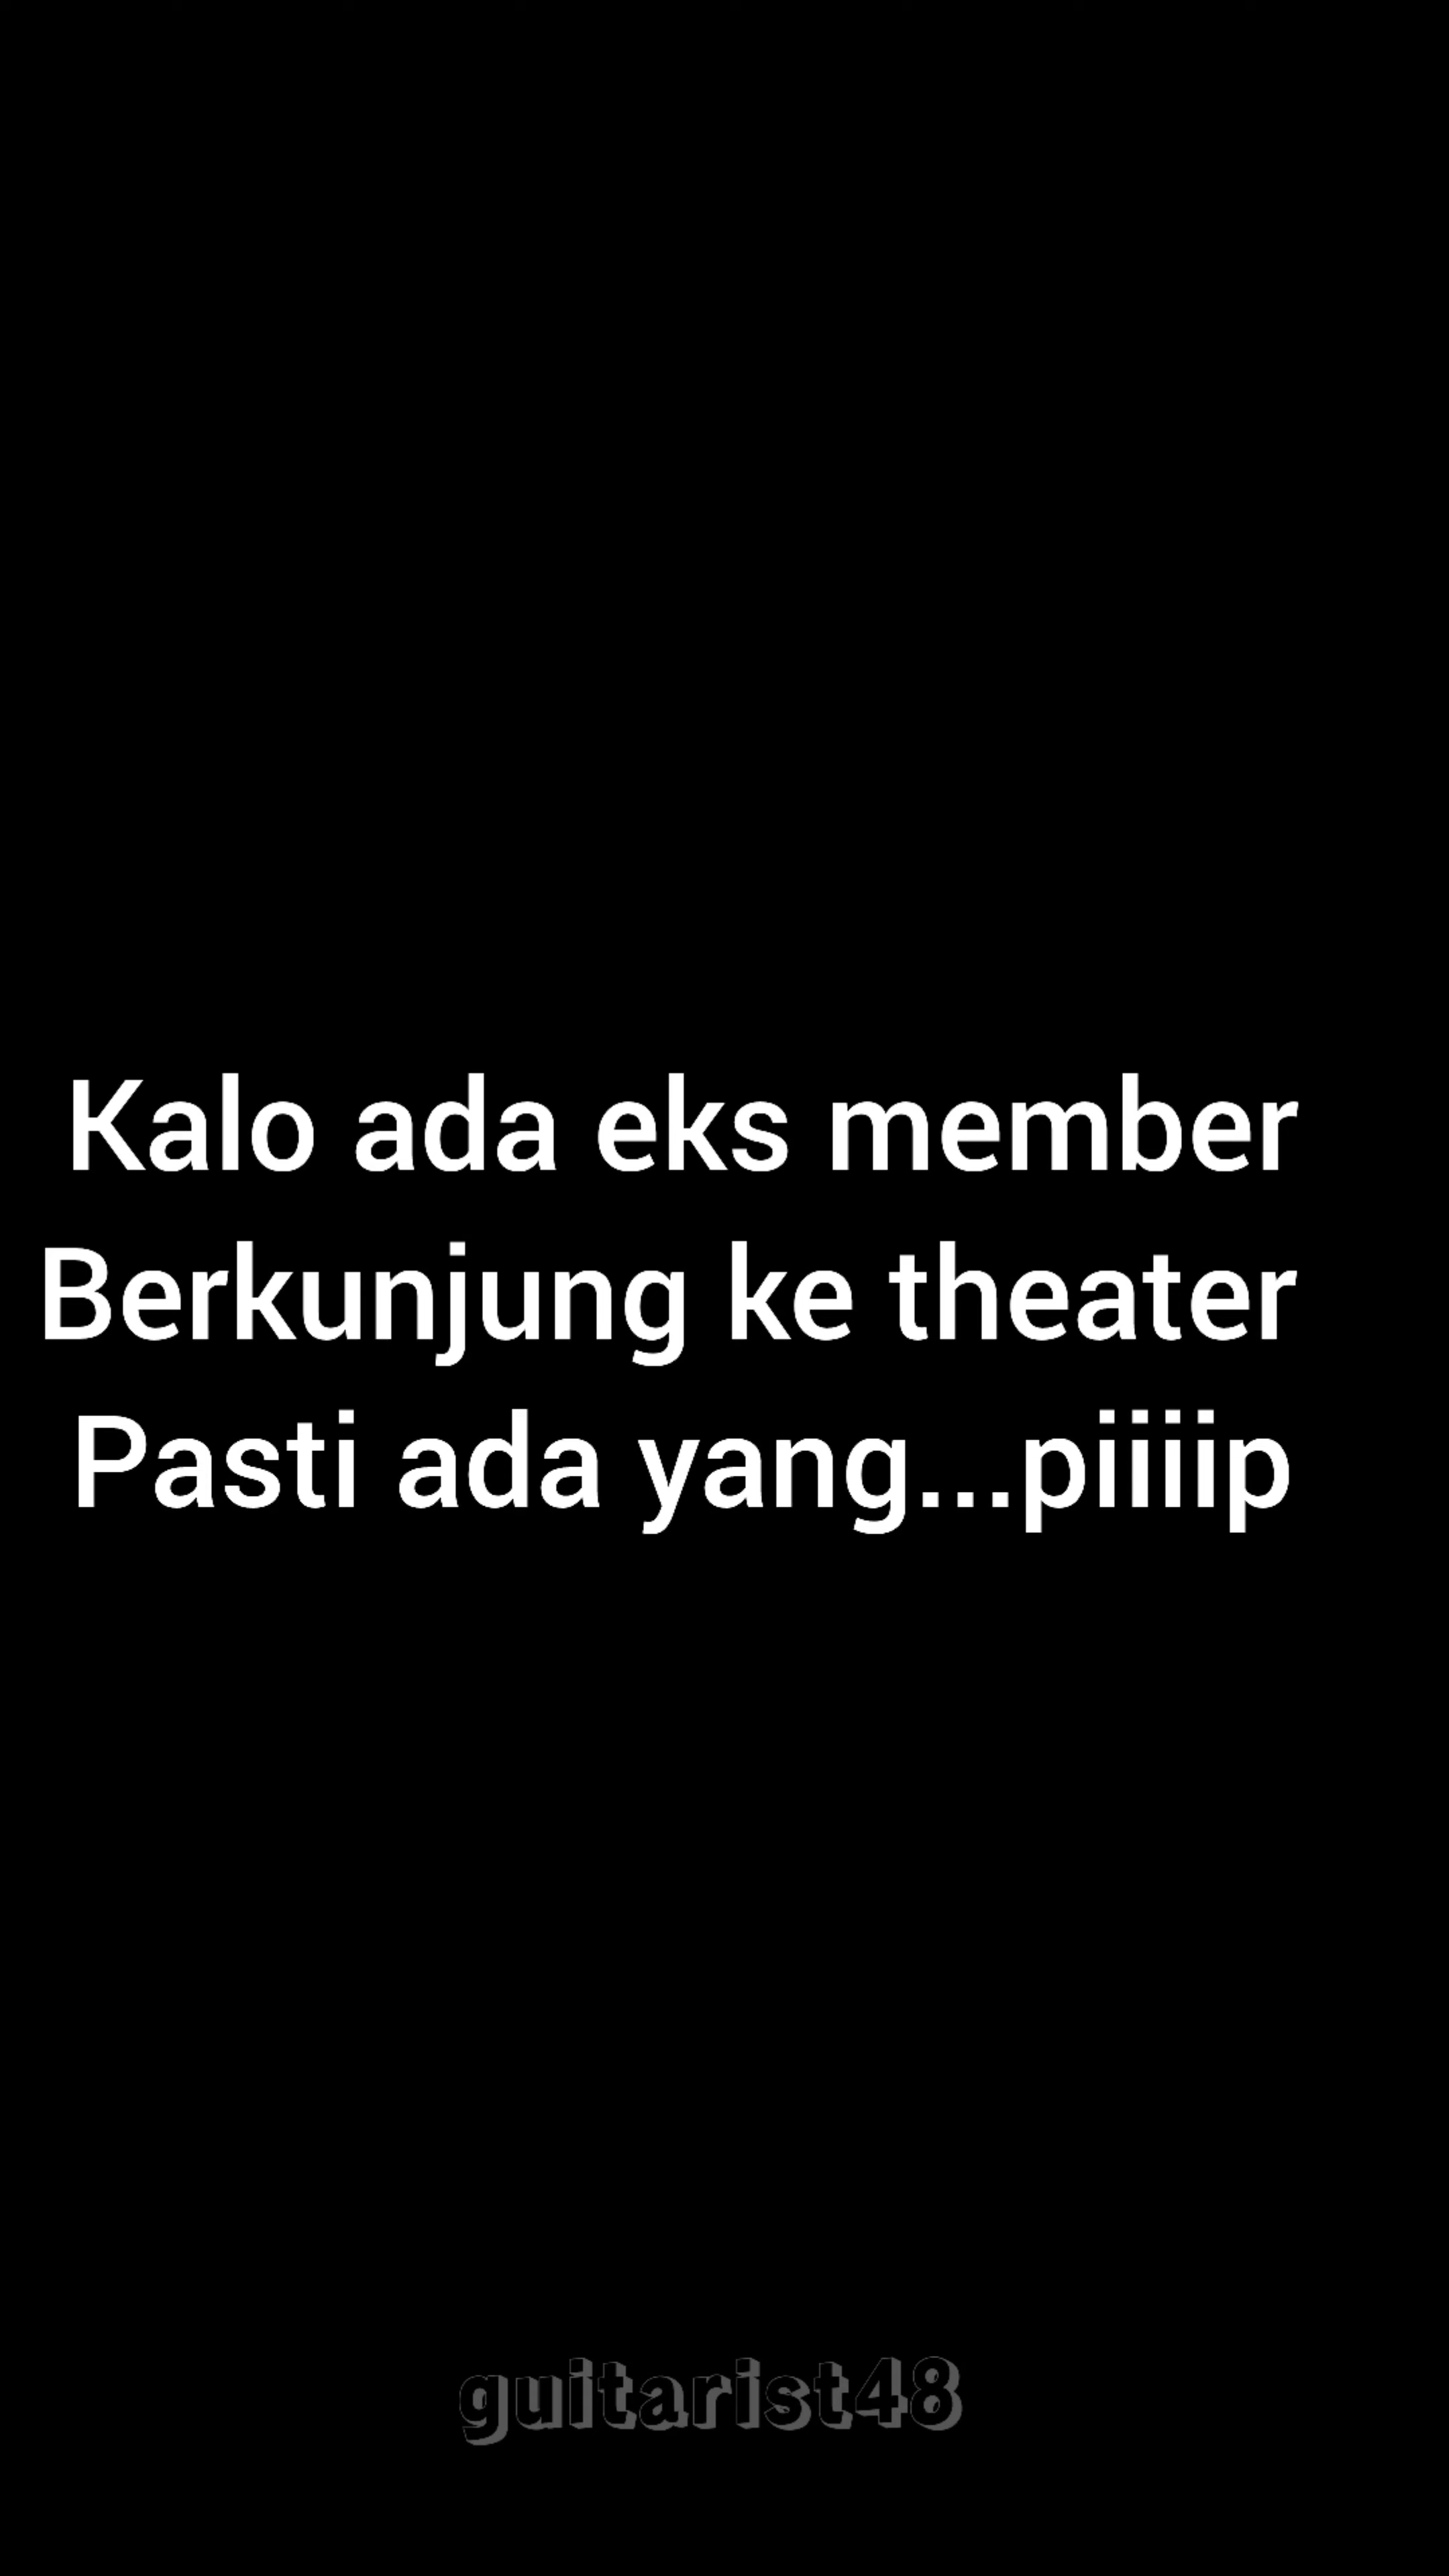 Kalo ada eks member
Berkunjung ke theater
Pasti ada yang...piiiip
guitarist48